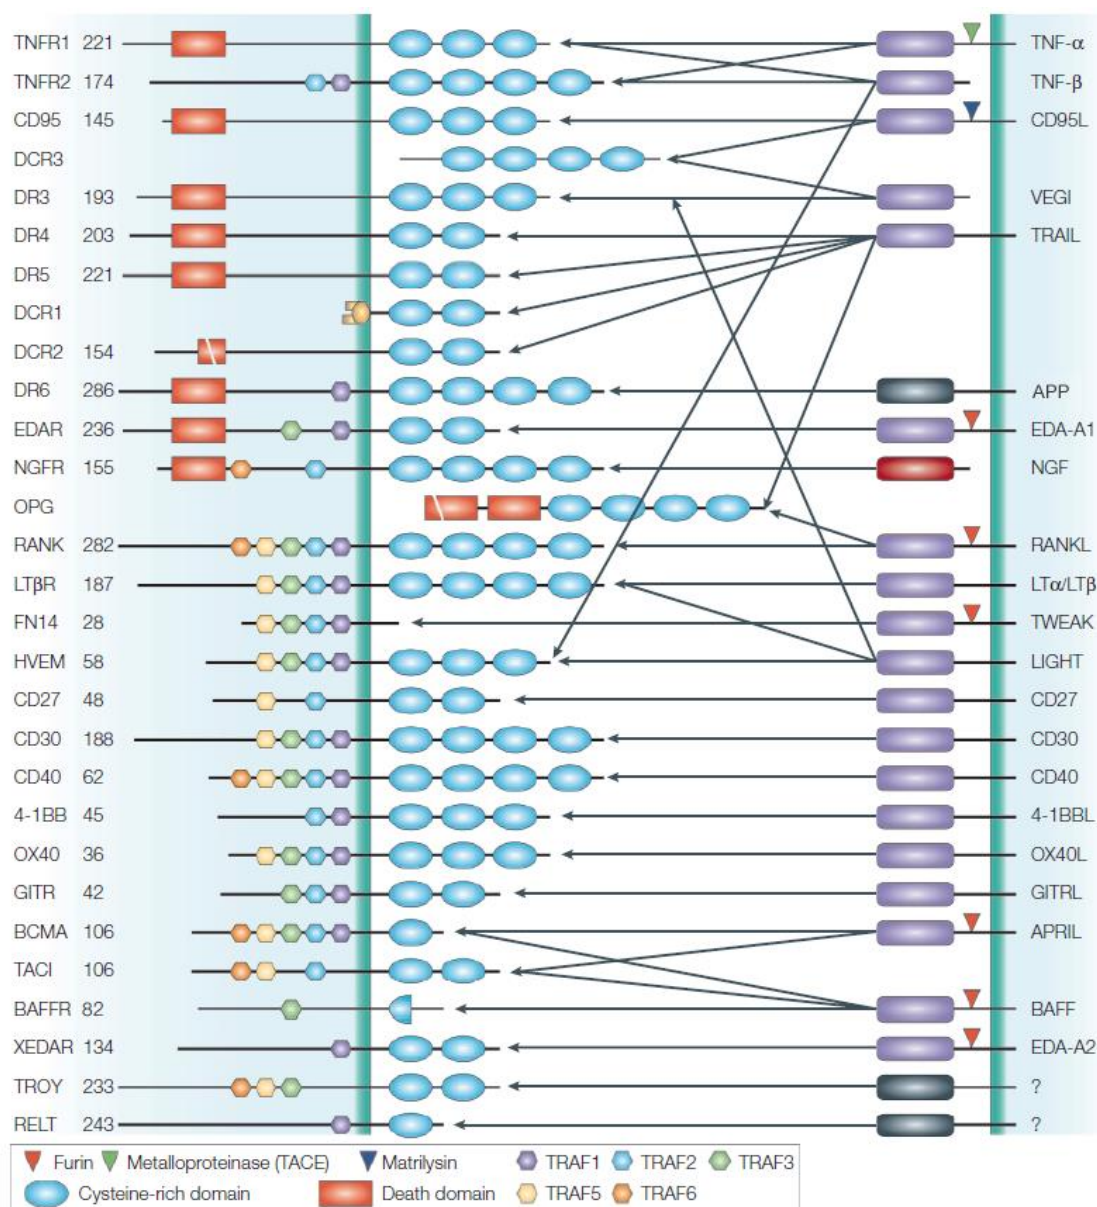 TNFR1 221 TNF-α
TNFR2 174 TNF-β
CD95 145 CD95L
DCR3
DR3 193 VEGI
DR4 203 TRAIL
DR5 221
DCR1
DCR2 154
DR6 286 APP
EDAR 236 EDA-A1
NGFR 155 NGF
OPG
RANK 282 RANKL
LTβR 187 LTα/LTβ
FN14 28 TWEAK
HVEM 58 LIGHT
CD27 48 CD27
CD30 188 CD30
CD40 62 CD40
4-1BB 45 4-1BBL
OX40 36 OX40L
GITR 42 GITRL
BCMA 106 APRIL
TACI 106
BAFFR 82 BAFF
XEDAR 134 EDA-A2
TROY 233 ?
RELT 243 ?
Furin Metalloproteinase (TACE) Matrilysin TRAF1 TRAF2 TRAF3
Cysteine-rich domain Death domain TRAF5 TRAF6